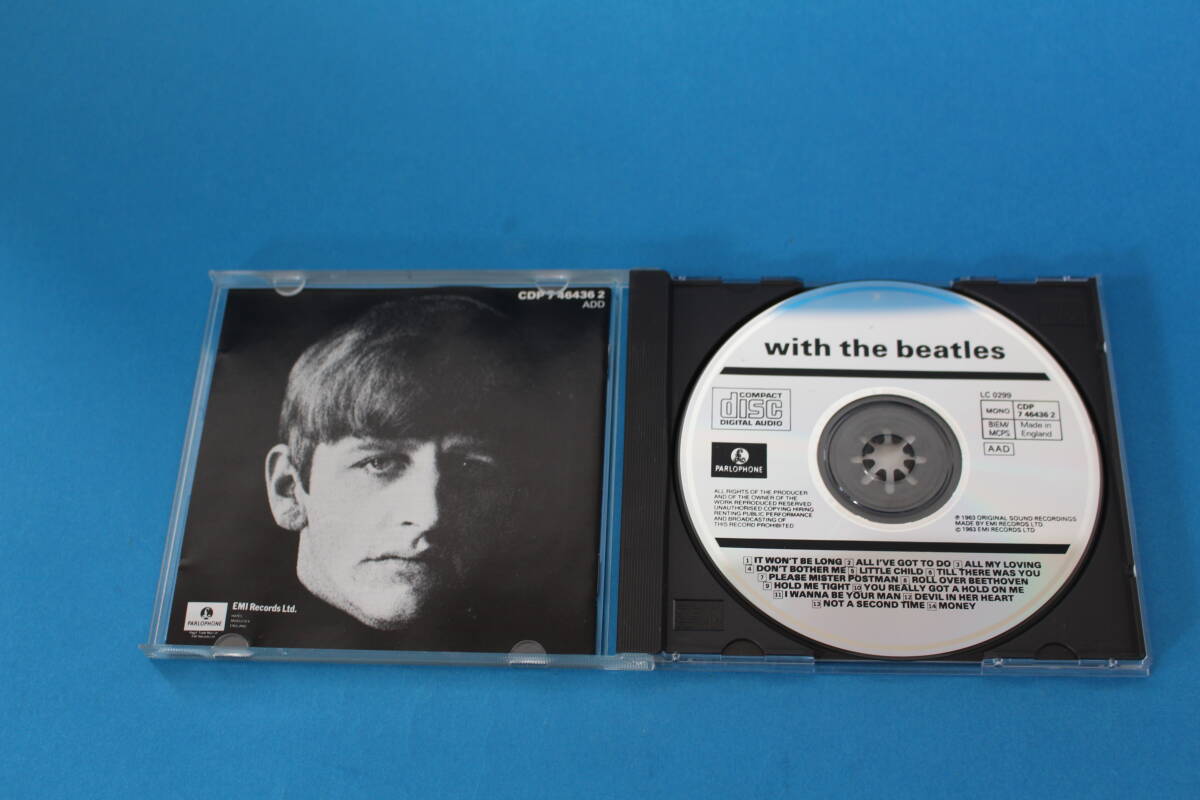 CDP 7 46436 2
ADD
PARLOPHONE
EMI Records Ltd.
with the beatles
COMPACT
disc
DIGITAL AUDIO
PARLOPHONE
LC 0299
MONO
CDP
7 46436 2
BIEM/
MCPS
Made in
England
AAD
ALL RIGHTS OF THE PRODUCER
AND OF THE OWNER OF THE
WORK REPRODUCED RESERVED
UNAUTHORISED COPYING HIRING
RENTING PUBLIC PERFORMANCE
AND BROADCASTING OF
THIS RECORD PROHIBITED
℗ 1963 ORIGINAL SOUND RECORDINGS
MADE BY EMI RECORDS LTD.
© 1963 EMI RECORDS LTD
1 IT WON'T BE LONG 2 ALL I'VE GOT TO DO 3 ALL MY LOVING
4 DON'T BOTHER ME 5 LITTLE CHILD 6 TILL THERE WAS YOU
7 PLEASE MISTER POSTMAN 8 ROLL OVER BEETHOVEN
9 HOLD ME TIGHT 10 YOU REALLY GOT A HOLD ON ME
11 I WANNA BE YOUR MAN 12 DEVIL IN HER HEART
13 NOT A SECOND TIME 14 MONEY